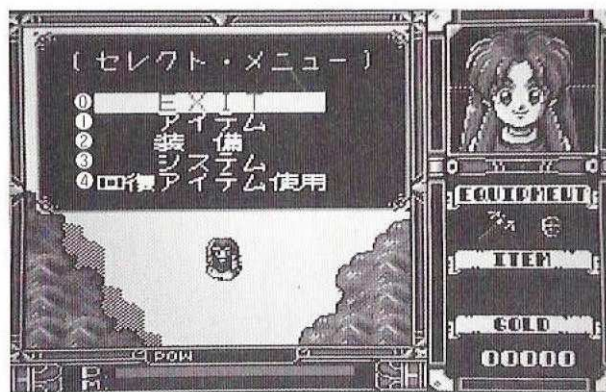 (セレクト・メニュー)
⓪ EXIT
① アイテム
② 装備
③ システム
④回復アイテム使用
EQUIPMENT
ITEM
GOLD
00000
POW
P:
M: